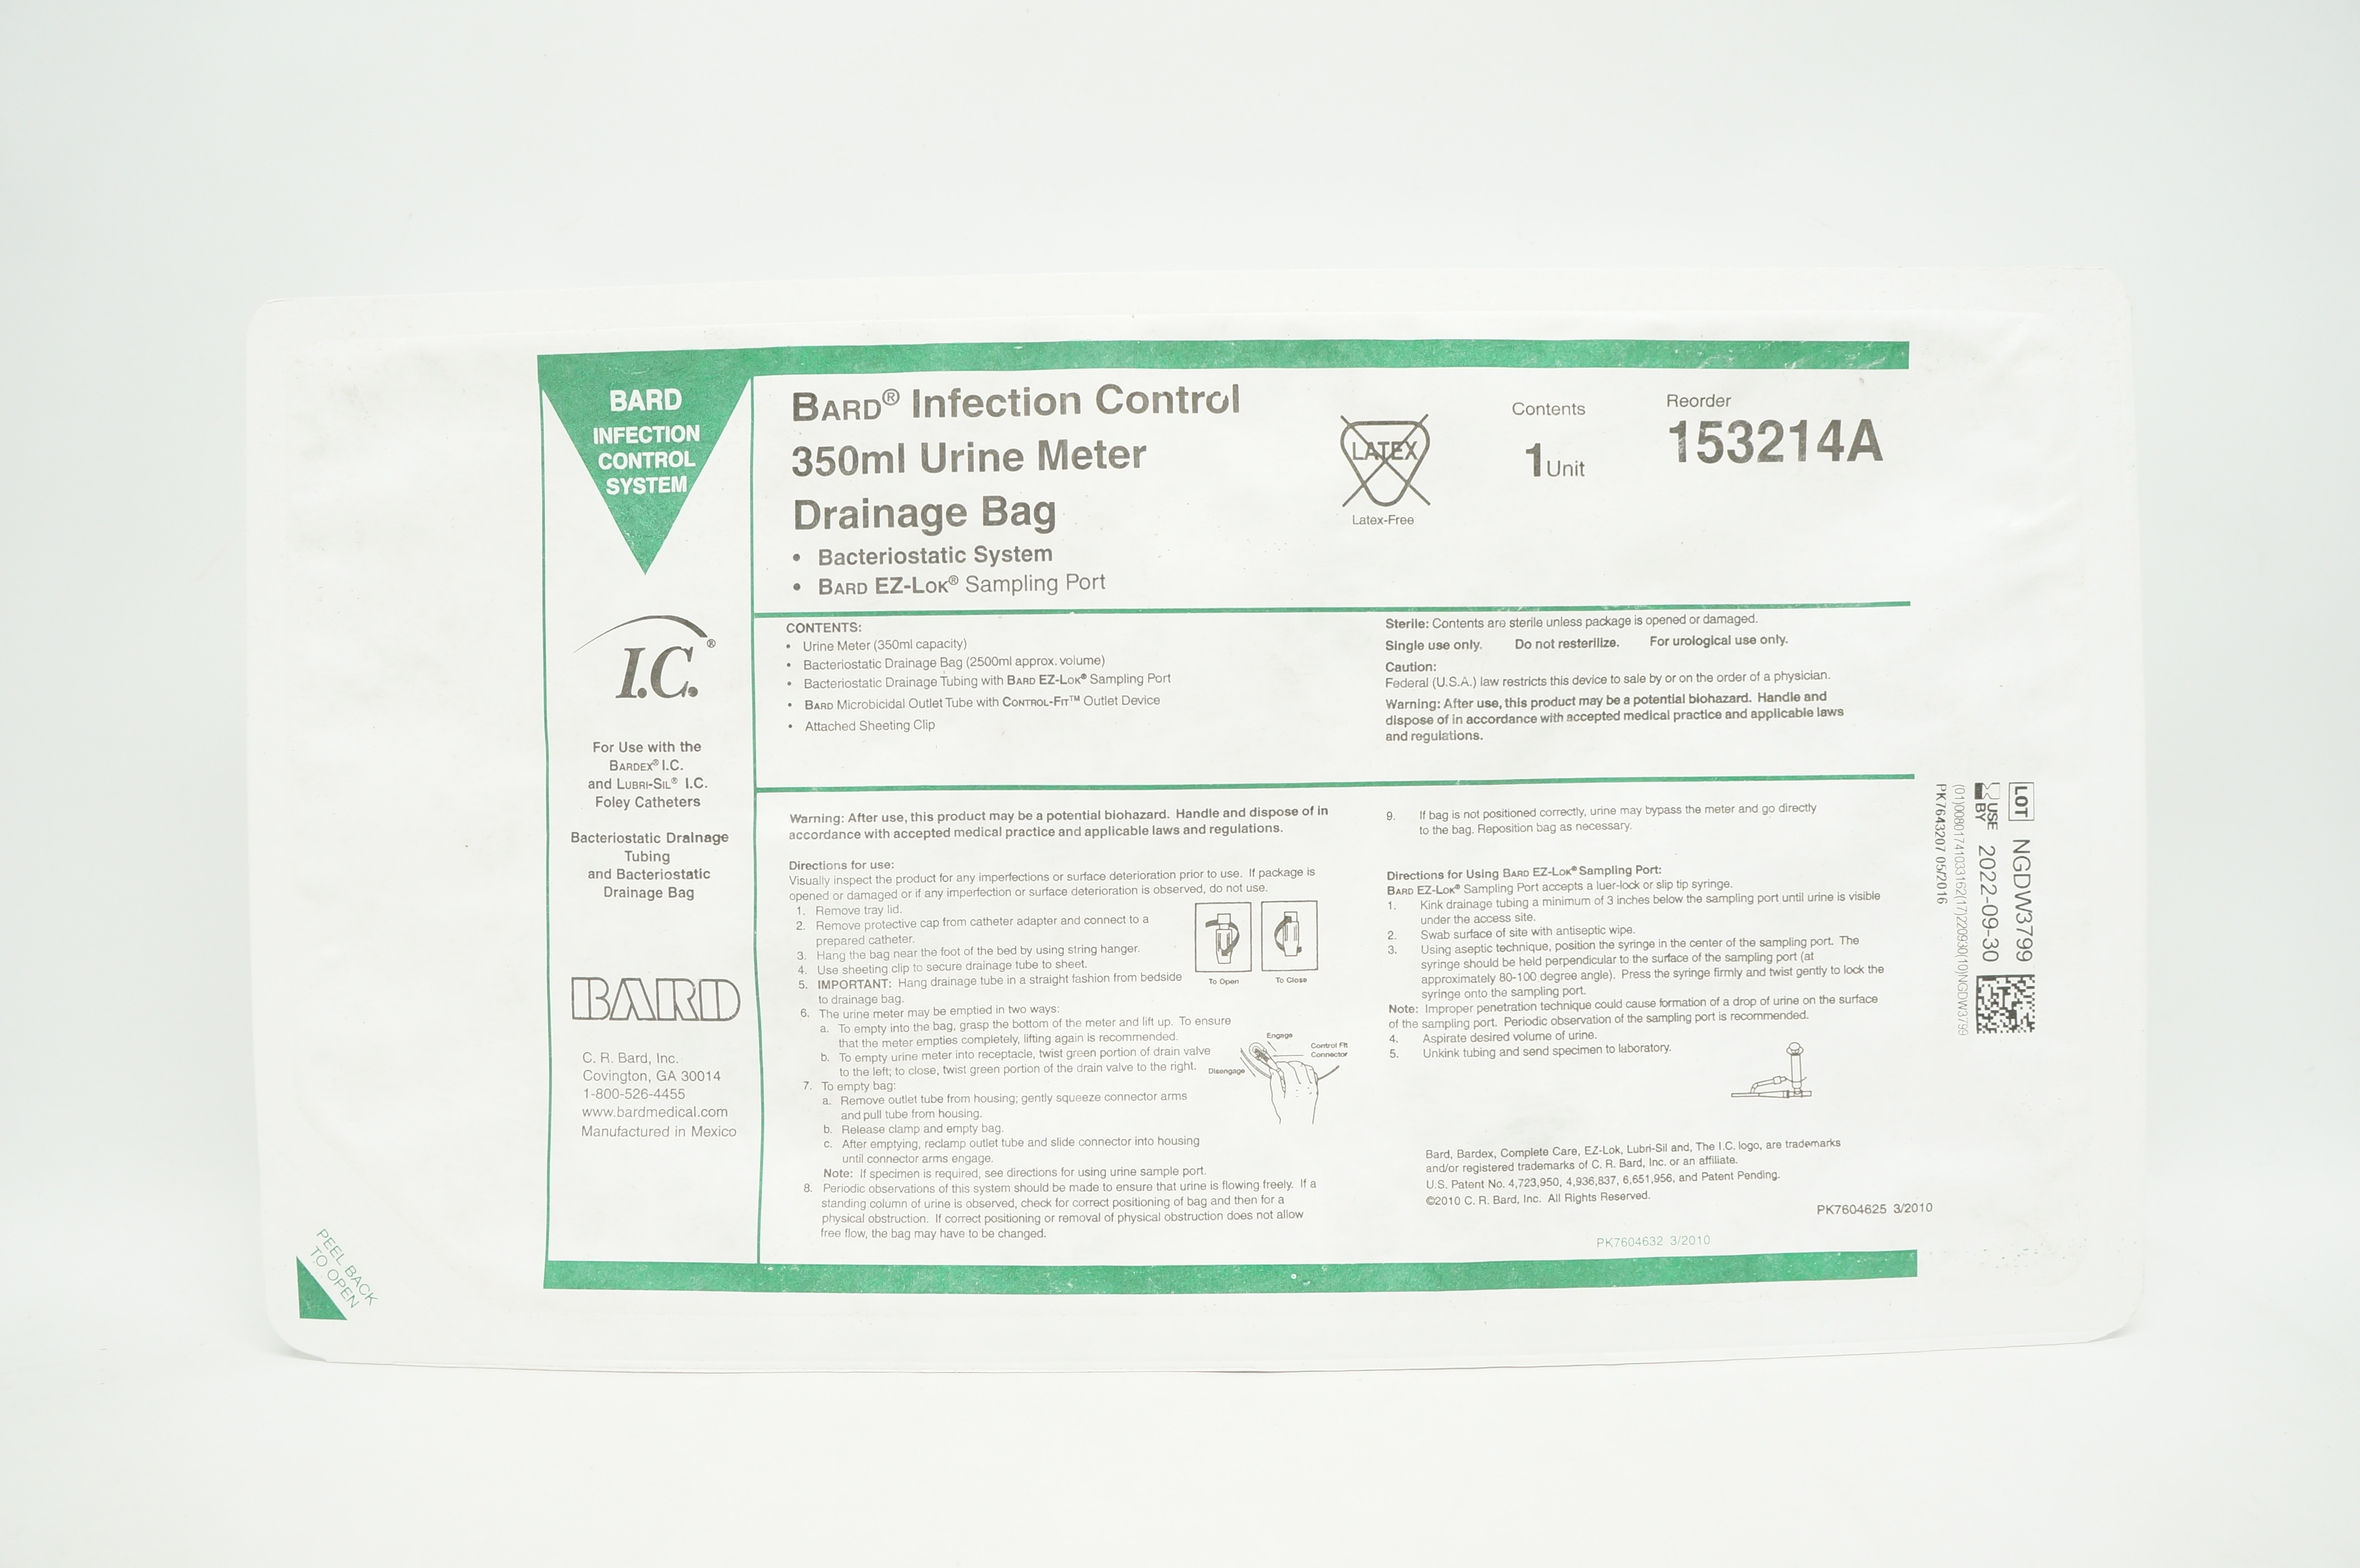 BARD
INFECTION
CONTROL
SYSTEM
I.C.®
For Use with the
BARDEX® I.C.
and LUBRI-SIL® I.C.
Foley Catheters
Bacteriostatic Drainage
Tubing
and Bacteriostatic
Drainage Bag
BARD
C. R. Bard, Inc.
Covington, GA 30014
1-800-526-4455
www.bardmedical.com
Manufactured in Mexico
PEEL BACK
TO OPEN
BARD® Infection Control
350ml Urine Meter
Drainage Bag
• Bacteriostatic System
• BARD EZ-LOK® Sampling Port
LATEX
Latex-Free
Contents
1 Unit
Reorder
153214A
CONTENTS:
• Urine Meter (350ml capacity)
• Bacteriostatic Drainage Bag (2500ml approx. volume)
• Bacteriostatic Drainage Tubing with BARD EZ-LOK® Sampling Port
• BARD Microbicidal Outlet Tube with CONTROL-FIT™ Outlet Device
• Attached Sheeting Clip
Sterile: Contents are sterile unless package is opened or damaged.
Single use only. Do not resterilize. For urological use only.
Caution:
Federal (U.S.A.) law restricts this device to sale by or on the order of a physician.
Warning: After use, this product may be a potential biohazard. Handle and
dispose of in accordance with accepted medical practice and applicable laws
and regulations.
Warning: After use, this product may be a potential biohazard. Handle and dispose of in
accordance with accepted medical practice and applicable laws and regulations.
Directions for use:
Visually inspect the product for any imperfections or surface deterioration prior to use. If package is
opened or damaged or if any imperfection or surface deterioration is observed, do not use.
1. Remove tray lid.
2. Remove protective cap from catheter adapter and connect to a
prepared catheter.
3. Hang the bag near the foot of the bed by using string hanger.
4. Use sheeting clip to secure drainage tube to sheet.
5. IMPORTANT: Hang drainage tube in a straight fashion from bedside
to drainage bag.
6. The urine meter may be emptied in two ways:
a. To empty into the bag, grasp the bottom of the meter and lift up. To ensure
that the meter empties completely, lifting again is recommended.
b. To empty urine meter into receptacle, twist green portion of drain valve
to the left; to close, twist green portion of the drain valve to the right.
7. To empty bag:
a. Remove outlet tube from housing; gently squeeze connector arms
and pull tube from housing.
b. Release clamp and empty bag.
c. After emptying, reclamp outlet tube and slide connector into housing
until connector arms engage.
Note: If specimen is required, see directions for using urine sample port.
8. Periodic observations of this system should be made to ensure that urine is flowing freely. If a
standing column of urine is observed, check for correct positioning of bag and then for a
physical obstruction. If correct positioning or removal of physical obstruction does not allow
free flow, the bag may have to be changed.
To Open
To Close
Engage
Control Fit
Connector
Disengage
9. If bag is not positioned correctly, urine may bypass the meter and go directly
to the bag. Reposition bag as necessary.
Directions for Using BARD EZ-LOK® Sampling Port:
BARD EZ-LOK® Sampling Port accepts a luer-lock or slip tip syringe.
1. Kink drainage tubing a minimum of 3 inches below the sampling port until urine is visible
under the access site.
2. Swab surface of site with antiseptic wipe.
3. Using aseptic technique, position the syringe in the center of the sampling port. The
syringe should be held perpendicular to the surface of the sampling port (at
approximately 80-100 degree angle). Press the syringe firmly and twist gently to lock the
syringe onto the sampling port.
Note: Improper penetration technique could cause formation of a drop of urine on the surface
of the sampling port. Periodic observation of the sampling port is recommended.
4. Aspirate desired volume of urine.
5. Unkink tubing and send specimen to laboratory.
Bard, Bardex, Complete Care, EZ-Lok, Lubri-Sil and, The I.C. logo, are trademarks
and/or registered trademarks of C. R. Bard, Inc. or an affiliate.
U.S. Patent No. 4,723,950, 4,936,837, 6,651,956, and Patent Pending.
©2010 C. R. Bard, Inc. All Rights Reserved.
PK7604625 3/2010
PK7604632 3/2010
LOT NGDW3799
USE BY 2022-09-30
(01)00801741033162(17)220930(10)NGDW3799
PK7643207 05/2016